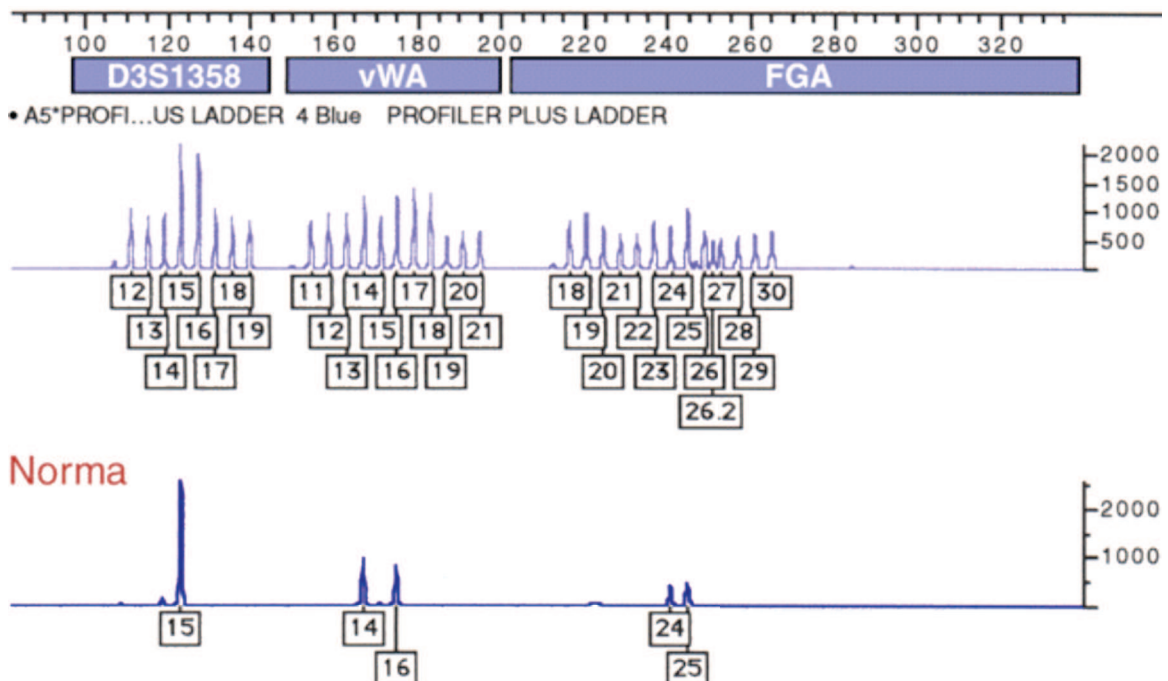 100 120 140 160 180 200 220 240 260 280 300 320
D3S1358 vWA FGA
• A5*PROFI...US LADDER 4 Blue PROFILER PLUS LADDER
2000
1500
1000
500
12 15 18 11 14 17 20 18 21 24 27 30
13 16 19 12 15 18 21 19 22 25 28
14 17 13 16 19 20 23 26 29
26.2
Norma
2000
1000
15 14 24
16 25